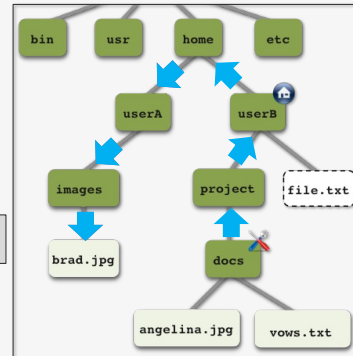 bin usr home etc
userA userB
images project file.txt
brad.jpg docs
angelina.jpg vows.txt